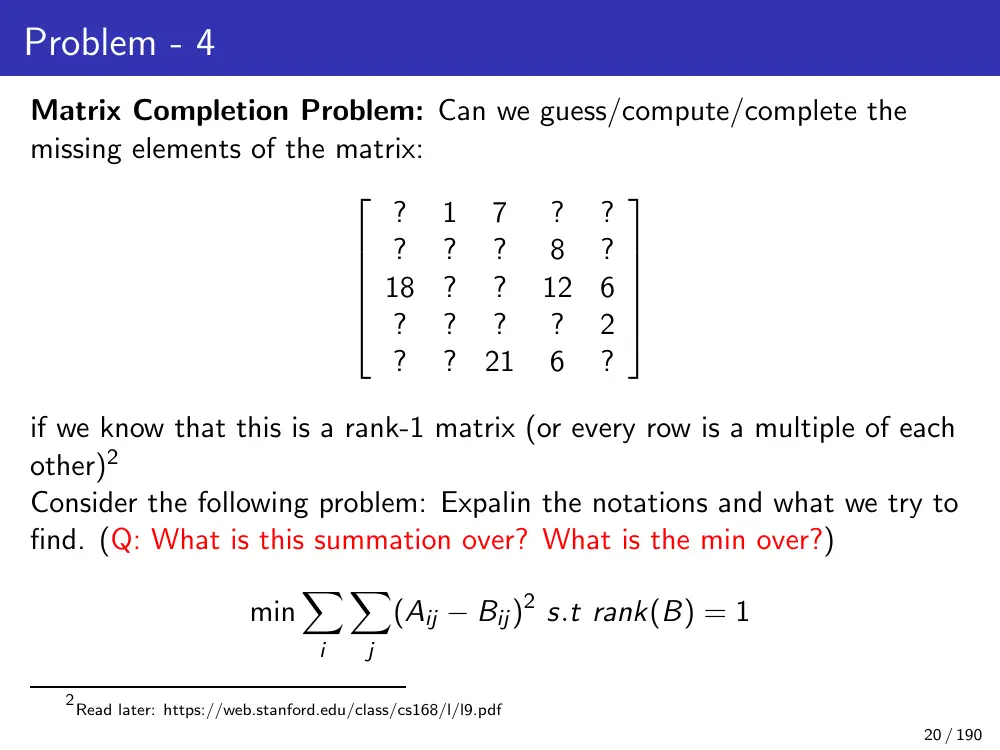 Problem - 4
Matrix Completion Problem: Can we guess/compute/complete the
missing elements of the matrix:
? 1 7 ? ?
? ? ? 8 ?
18 ? ? 12 6
? ? ? ? 2
? ? 21 6 ?
if we know that this is a rank-1 matrix (or every row is a multiple of each
other)²
Consider the following problem: Expalin the notations and what we try to
find. (Q: What is this summation over? What is the min over?)
min ∑_i ∑_j (A_ij − B_ij)² s.t rank(B) = 1
²Read later: https://web.stanford.edu/class/cs168/l/l9.pdf
20 / 190